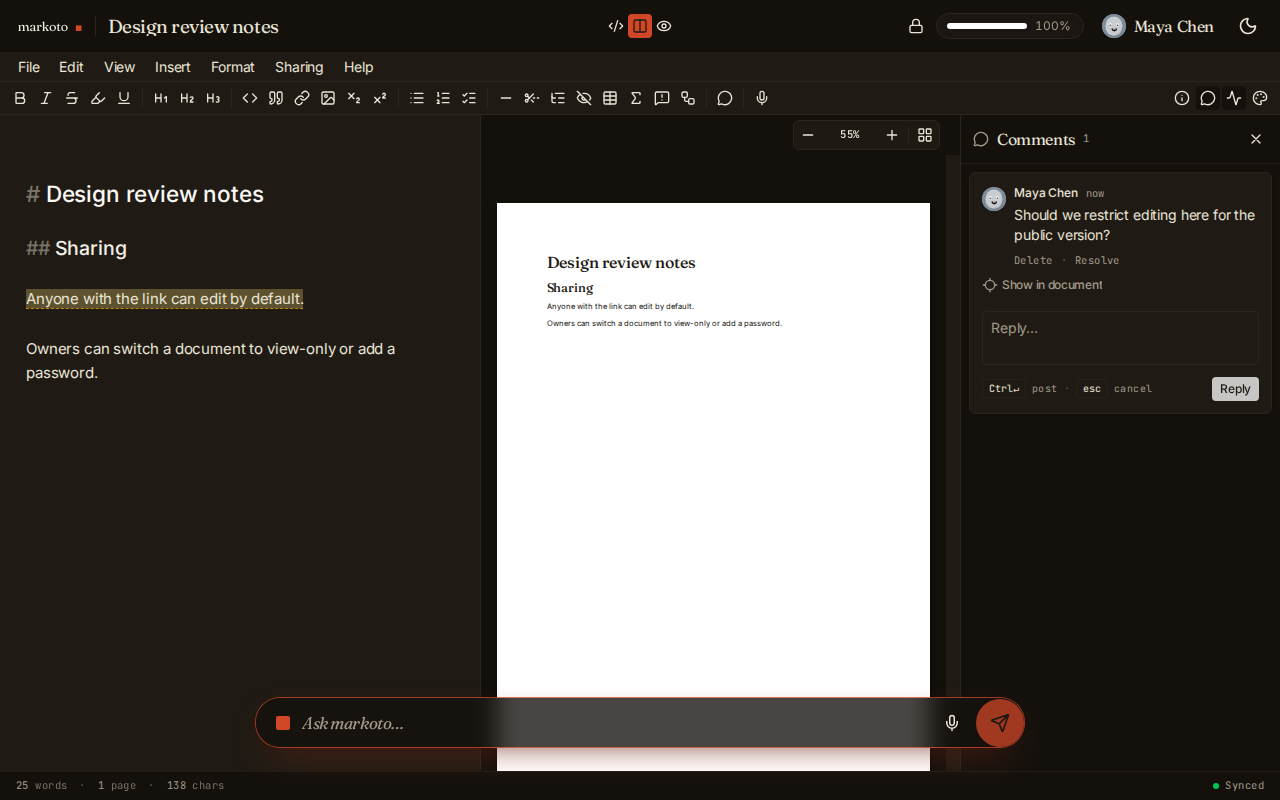 markoto
Design review notes
100%
Maya Chen
File Edit View Insert Format Sharing Help
H1 H2 H3
55%
Comments 1
# Design review notes
## Sharing
Anyone with the link can edit by default.
Owners can switch a document to view-only or add a
password.
Design review notes
Sharing
Anyone with the link can edit by default.
Owners can switch a document to view-only or add a password.
Maya Chen now
Should we restrict editing here for the
public version?
Delete · Resolve
Show in document
Reply...
Ctrl↵ post · esc cancel
Reply
Ask markoto...
25 words · 1 page · 138 chars
Synced